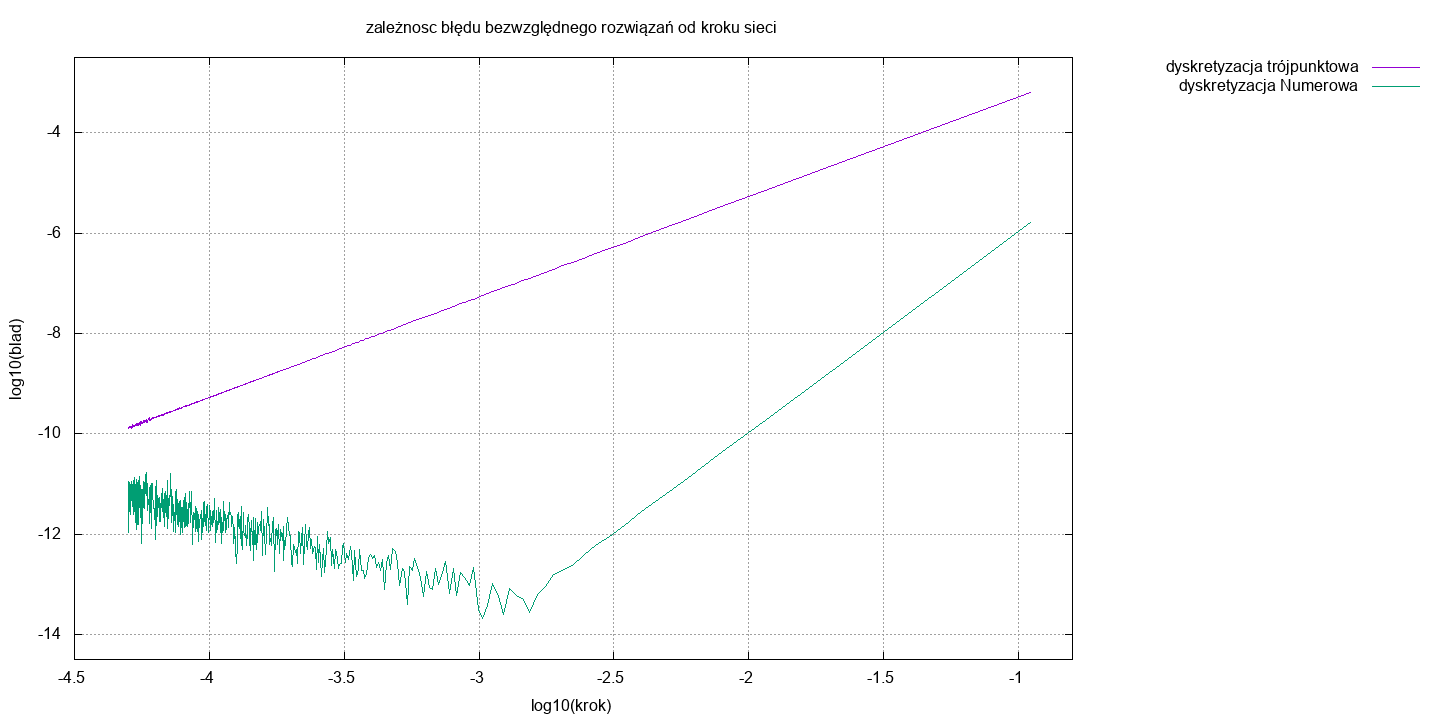 zależnosc błędu bezwzględnego rozwiązań od kroku sieci
dyskretyzacja trójpunktowa
dyskretyzacja Numerowa
log10(blad)
-4
-6
-8
-10
-12
-14
-4.5
-4
-3.5
-3
-2.5
-2
-1.5
-1
log10(krok)